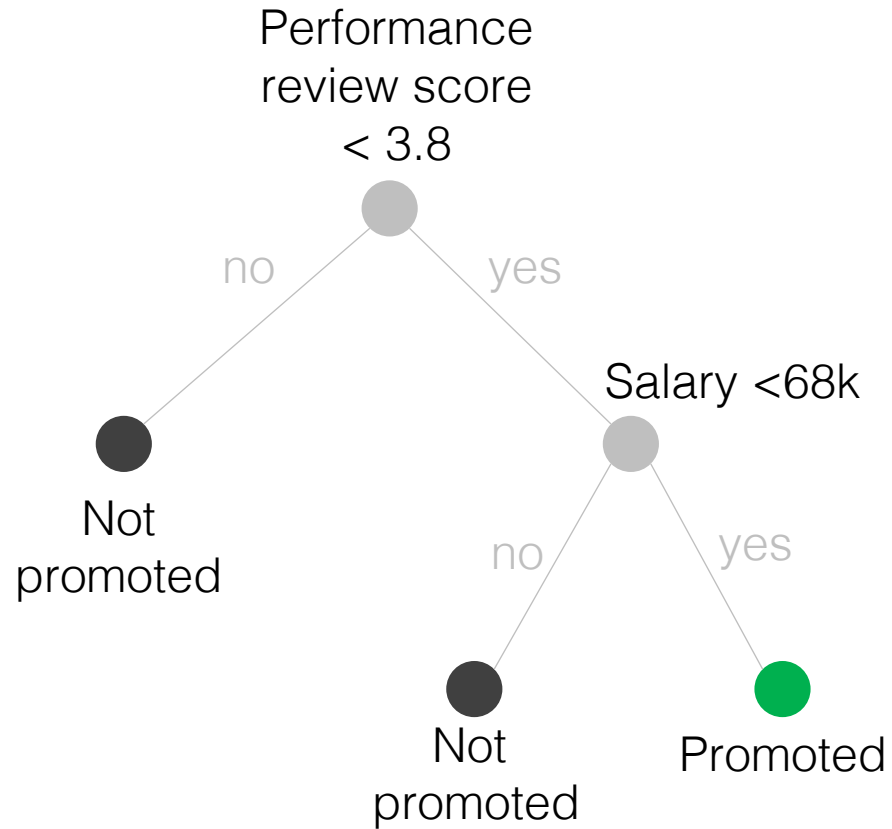 Performance
review score
< 3.8
no
yes
Salary <68k
Not
promoted
no
yes
Not
promoted
Promoted